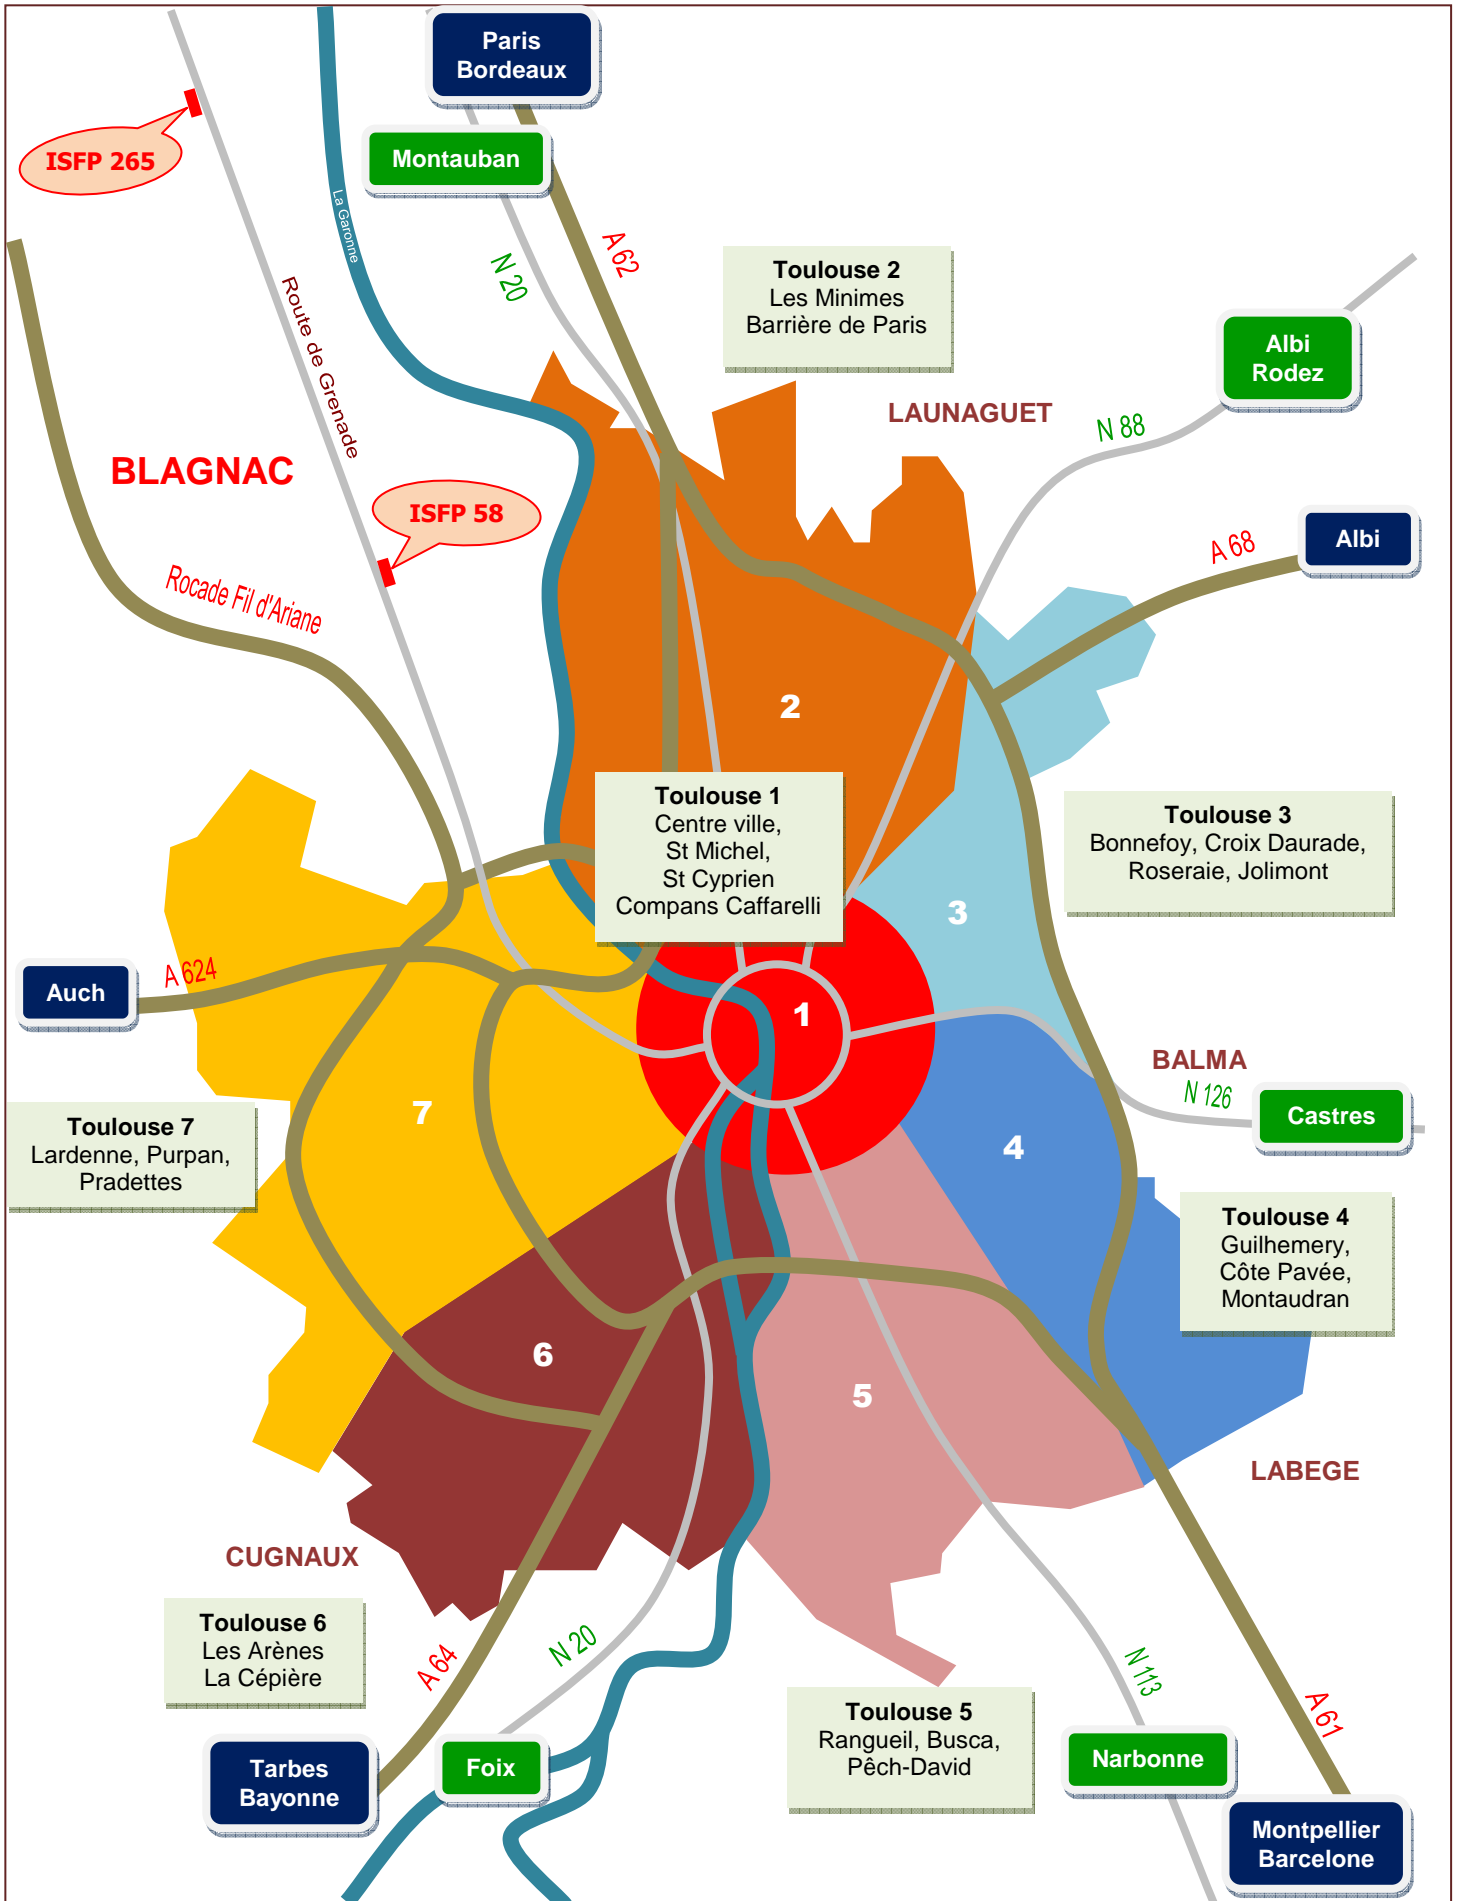 Paris
Bordeaux
ISFP 265
Montauban
La Garonne
A 62
N 20
Toulouse 2
Les Minimes
Barrière de Paris
Route de Grenade
Albi
Rodez
LAUNAGUET
N 88
BLAGNAC
ISFP 58
A 68
Albi
Rocade Fil d'Ariane
2
Toulouse 1
Centre ville,
St Michel,
St Cyprien
Compans Caffarelli
Toulouse 3
Bonnefoy, Croix Daurade,
Roseraie, Jolimont
3
A 624
Auch
1
BALMA
N 126
Castres
7
Toulouse 7
Lardenne, Purpan,
Pradettes
4
Toulouse 4
Guilhemery,
Côte Pavée,
Montaudran
6
5
LABEGE
CUGNAUX
Toulouse 6
Les Arènes
La Cépière
A 64
N 20
N 113
Toulouse 5
Rangueil, Busca,
Pêch-David
A 61
Tarbes
Bayonne
Foix
Narbonne
Montpellier
Barcelone